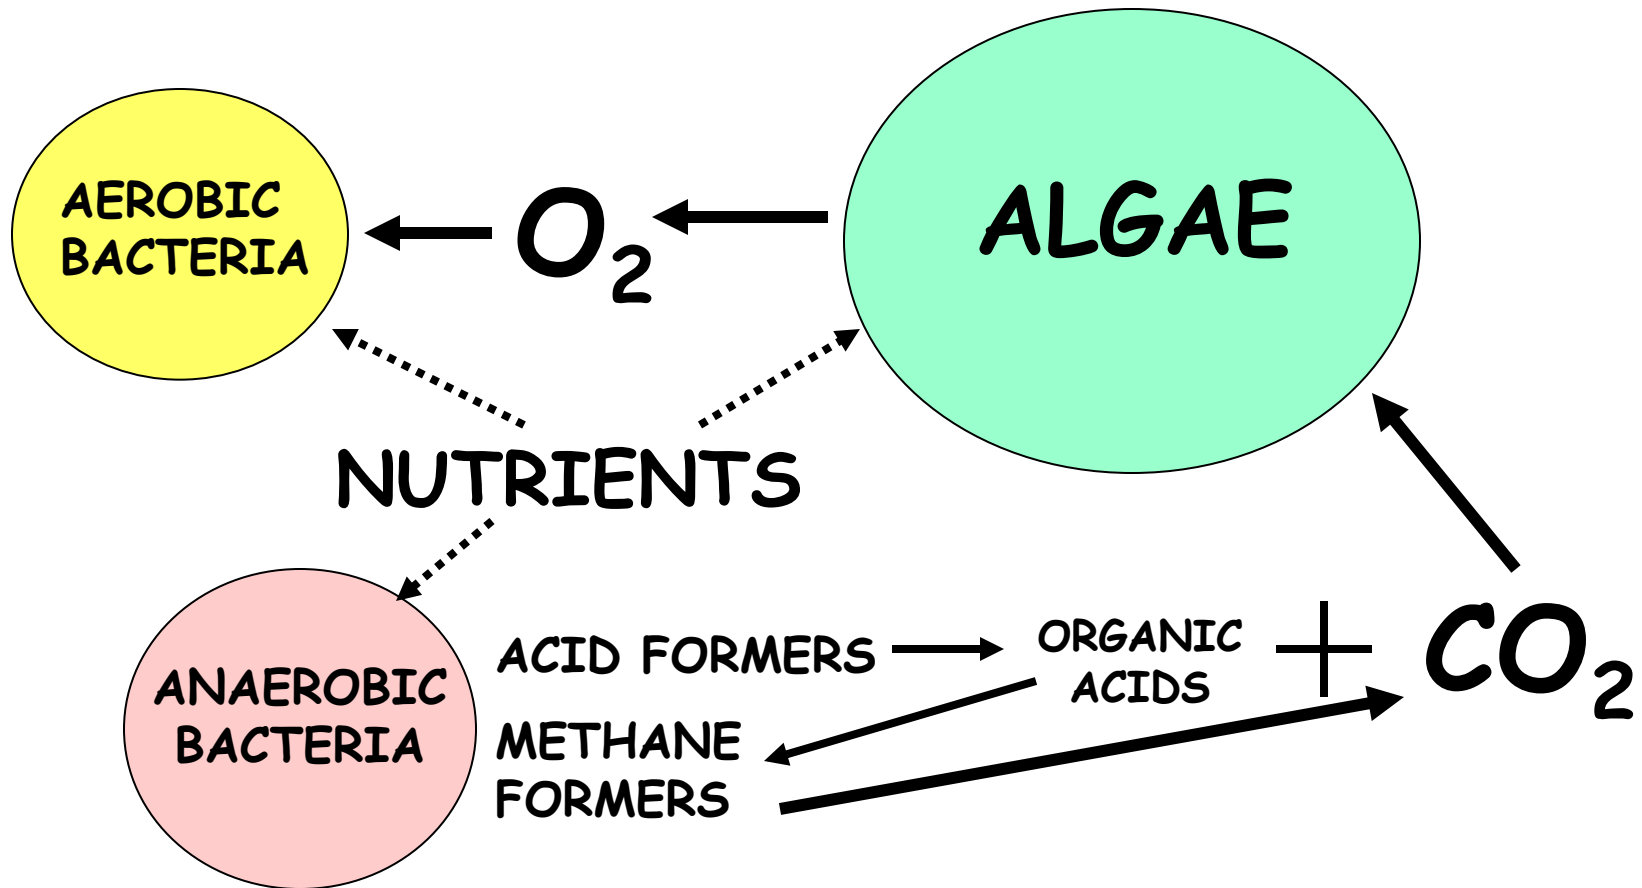 AEROBIC
BACTERIA
O2
ALGAE
NUTRIENTS
ANAEROBIC
BACTERIA
ACID FORMERS
ORGANIC
ACIDS
+
CO2
METHANE
FORMERS